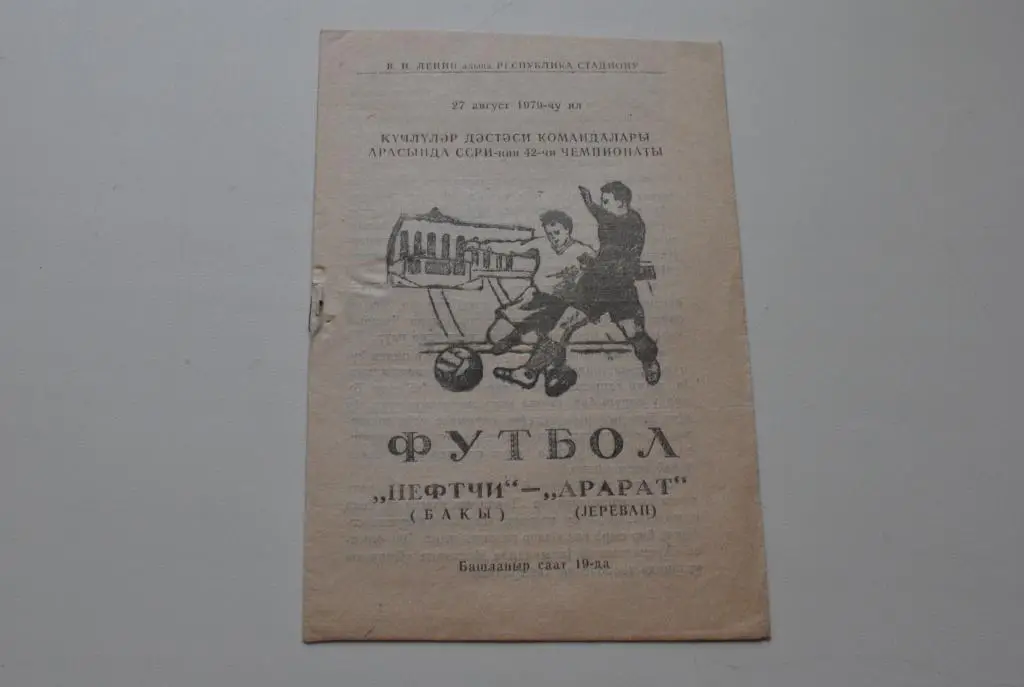 В. И. ЛЕНИН адына РЕСПУБЛИКА СТАДИОНУ
27 август 1979-чу ил
КҮЧЛҮЛӘР ДӘСТӘСИ КОМАНДАЛАРЫ
АРАСЫНДА ССРИ-нин 42-чи ЧЕМПИОНАТЫ
ФУТБОЛ
„НЕФТЧИ“ — „АРАРАТ“
(БАКЫ) (ЈЕРЕВАН)
Башланыр саат 19-да